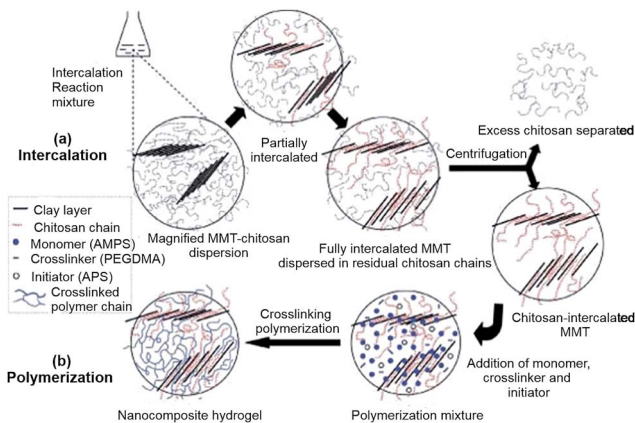 Intercalation
Reaction
mixture
(a)
Intercalation
Partially
intercalated
Excess chitosan separated
Centrifugation
Clay layer
Chitosan chain
Monomer (AMPS)
Crosslinker (PEGDMA)
Initiator (APS)
Crosslinked
polymer chain
Magnified MMT-chitosan
dispersion
Fully intercalated MMT
dispersed in residual chitosan chains
Chitosan-intercalated
MMT
Crosslinking
polymerization
(b)
Polymerization
Addition of monomer,
crosslinker and
initiator
Nanocomposite hydrogel
Polymerization mixture